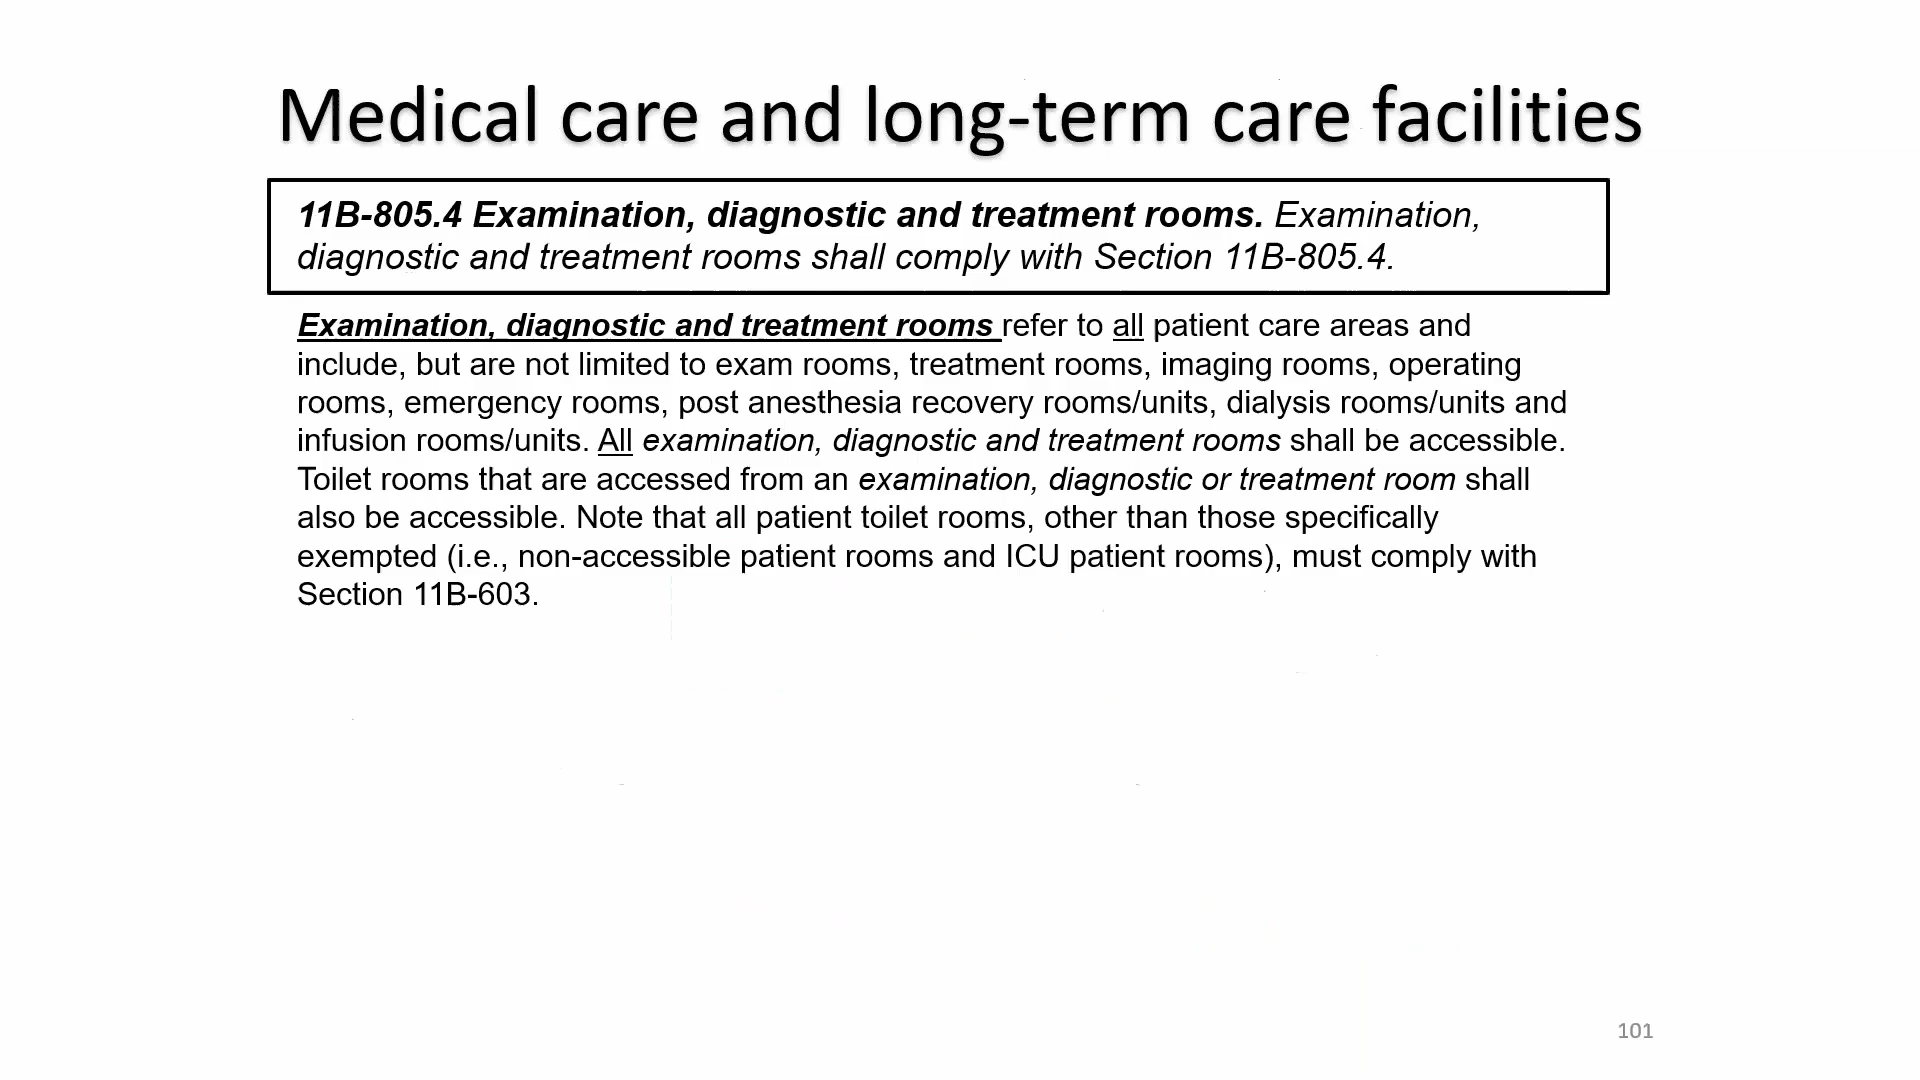 Medical care and long-term care facilities
11B-805.4 Examination, diagnostic and treatment rooms. Examination,
diagnostic and treatment rooms shall comply with Section 11B-805.4.
Examination, diagnostic and treatment rooms refer to all patient care areas and
include, but are not limited to exam rooms, treatment rooms, imaging rooms, operating
rooms, emergency rooms, post anesthesia recovery rooms/units, dialysis rooms/units and
infusion rooms/units. All examination, diagnostic and treatment rooms shall be accessible.
Toilet rooms that are accessed from an examination, diagnostic or treatment room shall
also be accessible. Note that all patient toilet rooms, other than those specifically
exempted (i.e., non-accessible patient rooms and ICU patient rooms), must comply with
Section 11B-603.
101